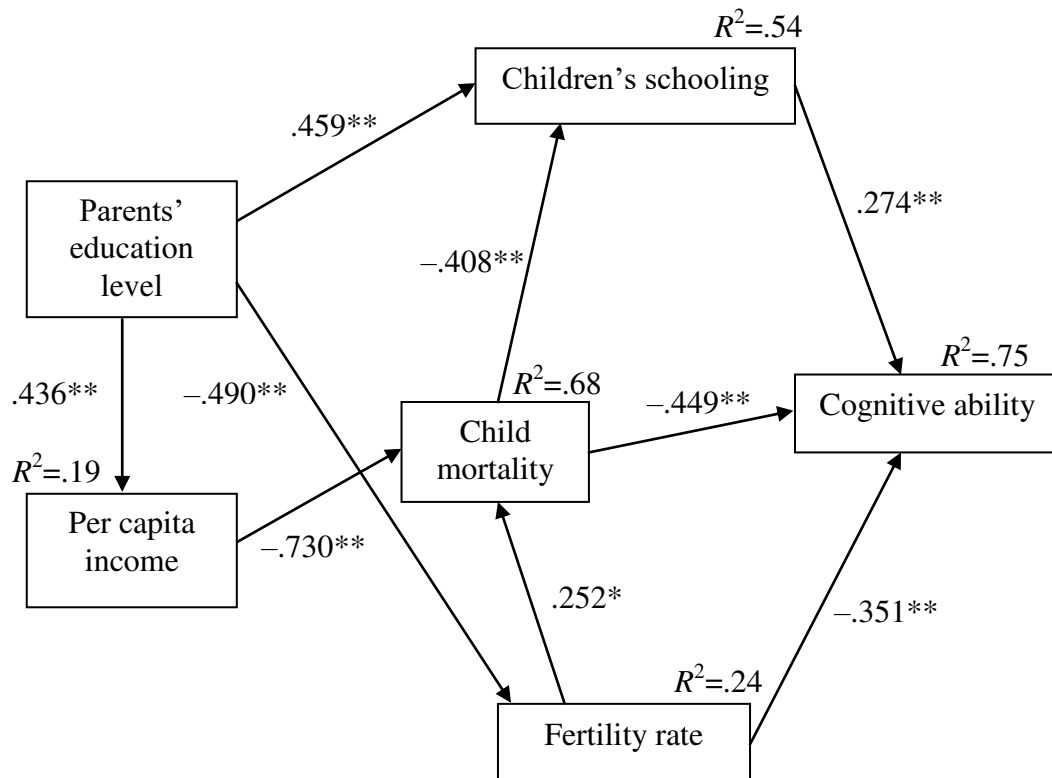 R²=.54
Children’s schooling
.459**
Parents’
education
level
.274**
–.408**
R²=.75
.436**
–.490**
R²=.68
–.449**
Cognitive ability
Child
mortality
R²=.19
Per capita
income
–.730**
.252*
–.351**
R²=.24
Fertility rate